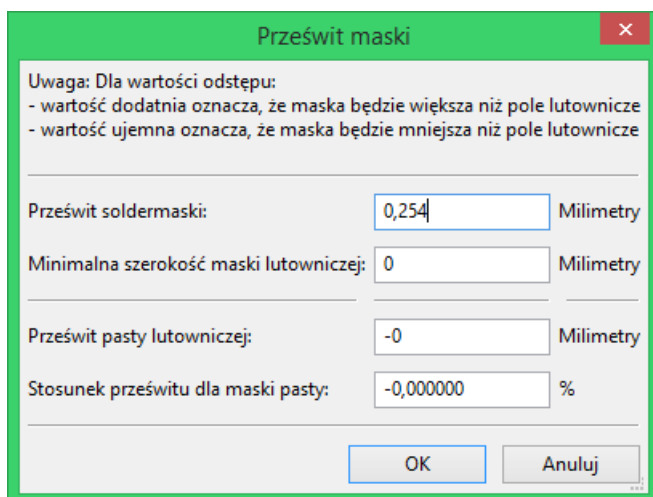 Prześwit maski
Uwaga: Dla wartości odstępu:
- wartość dodatnia oznacza, że maska będzie większa niż pole lutownicze
- wartość ujemna oznacza, że maska będzie mniejsza niż pole lutownicze
Prześwit soldermaski: 0,254 Milimetry
Minimalna szerokość maski lutowniczej: 0 Milimetry
Prześwit pasty lutowniczej: -0 Milimetry
Stosunek prześwitu dla maski pasty: -0,000000 %
OK Anuluj